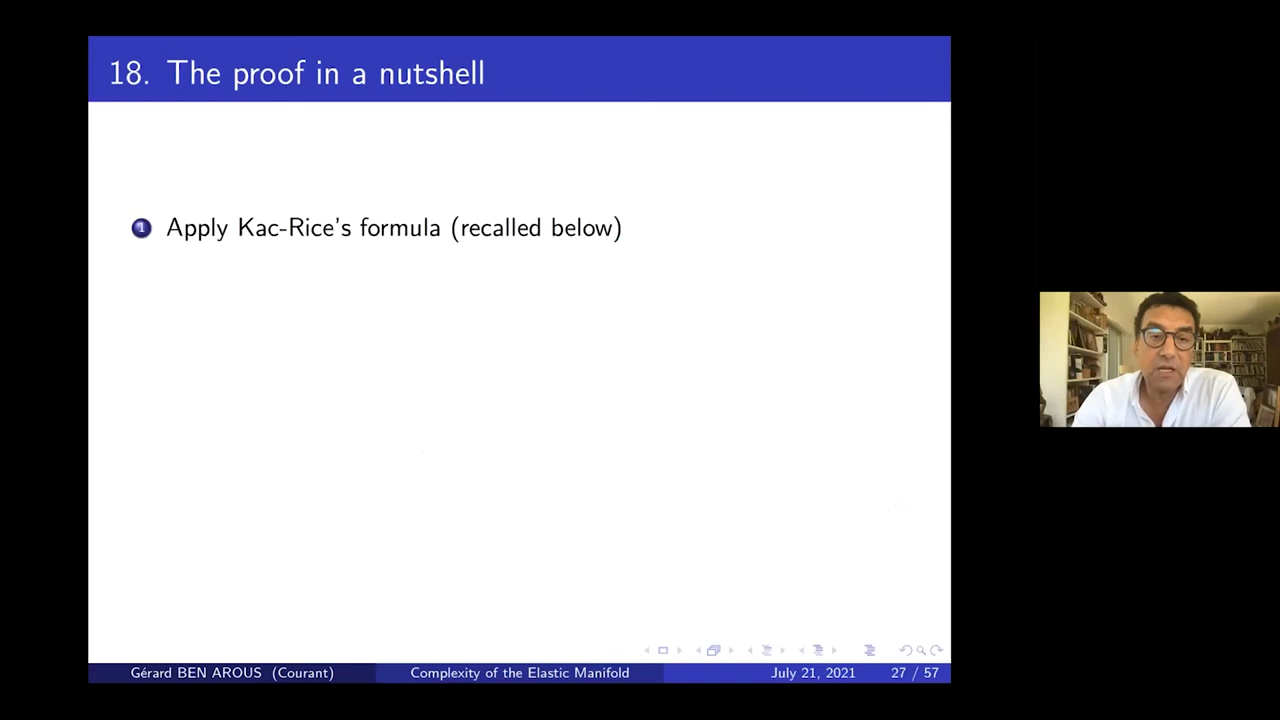 18. The proof in a nutshell
1 Apply Kac-Rice's formula (recalled below)
Gérard BEN AROUS (Courant) Complexity of the Elastic Manifold July 21, 2021 27 / 57